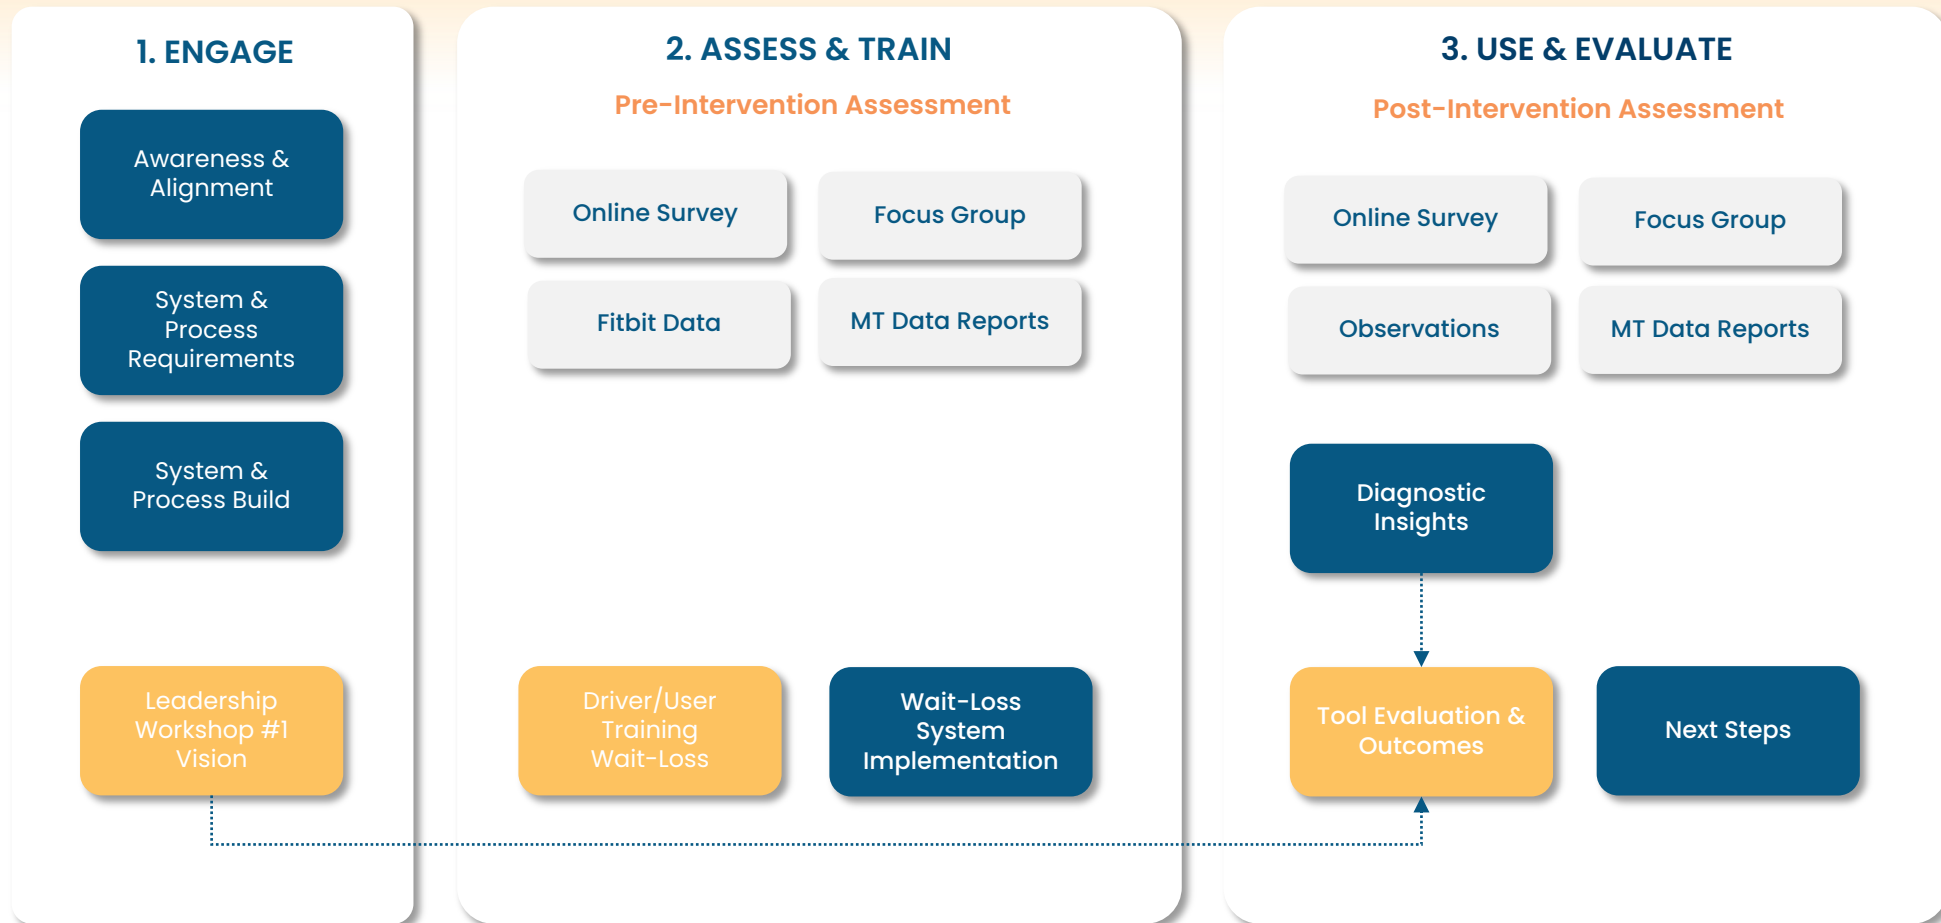 1. ENGAGE
Awareness &
Alignment
System &
Process
Requirements
System &
Process Build
Leadership
Workshop #1
Vision
2. ASSESS & TRAIN
Pre-Intervention Assessment
Online Survey
Focus Group
Fitbit Data
MT Data Reports
Driver/User
Training
Wait-Loss
Wait-Loss
System
Implementation
3. USE & EVALUATE
Post-Intervention Assessment
Online Survey
Focus Group
Observations
MT Data Reports
Diagnostic
Insights
Tool Evaluation &
Outcomes
Next Steps